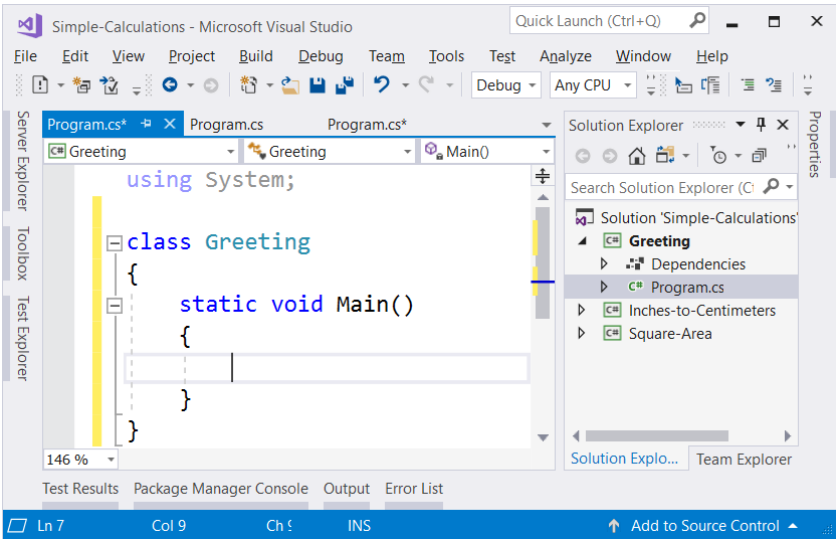 Simple-Calculations - Microsoft Visual Studio
Quick Launch (Ctrl+Q)
File Edit View Project Build Debug Team Tools Test Analyze Window Help
Debug Any CPU
Server Explorer
Toolbox
Test Explorer
Program.cs* Program.cs Program.cs*
C# Greeting Greeting Main()
using System;
class Greeting
{
static void Main()
{
}
}
146 %
Solution Explorer
Search Solution Explorer (Ct
Solution 'Simple-Calculations'
C# Greeting
Dependencies
C# Program.cs
C# Inches-to-Centimeters
C# Square-Area
Solution Explo... Team Explorer
Properties
Test Results Package Manager Console Output Error List
Ln 7 Col 9 Ch 9 INS Add to Source Control